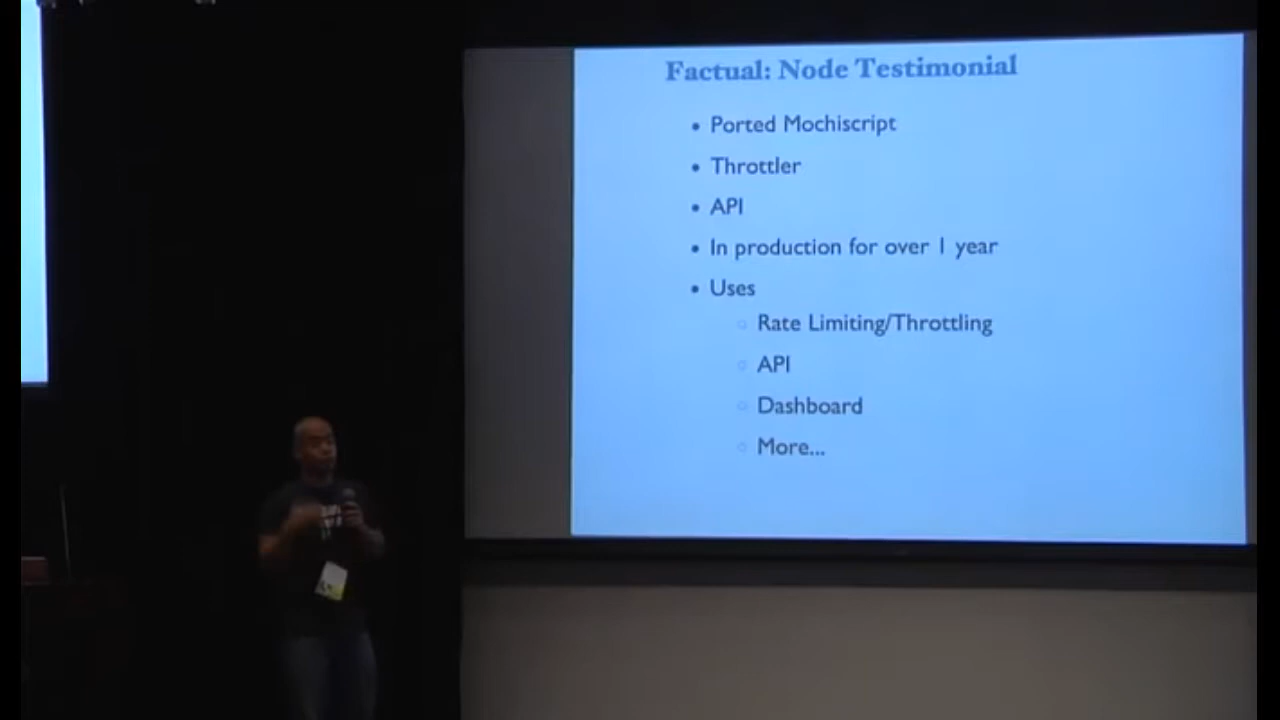 Factual: Node Testimonial
• Ported Mochiscript
• Throttler
• API
• In production for over 1 year
• Uses
○ Rate Limiting/Throttling
○ API
○ Dashboard
○ More...